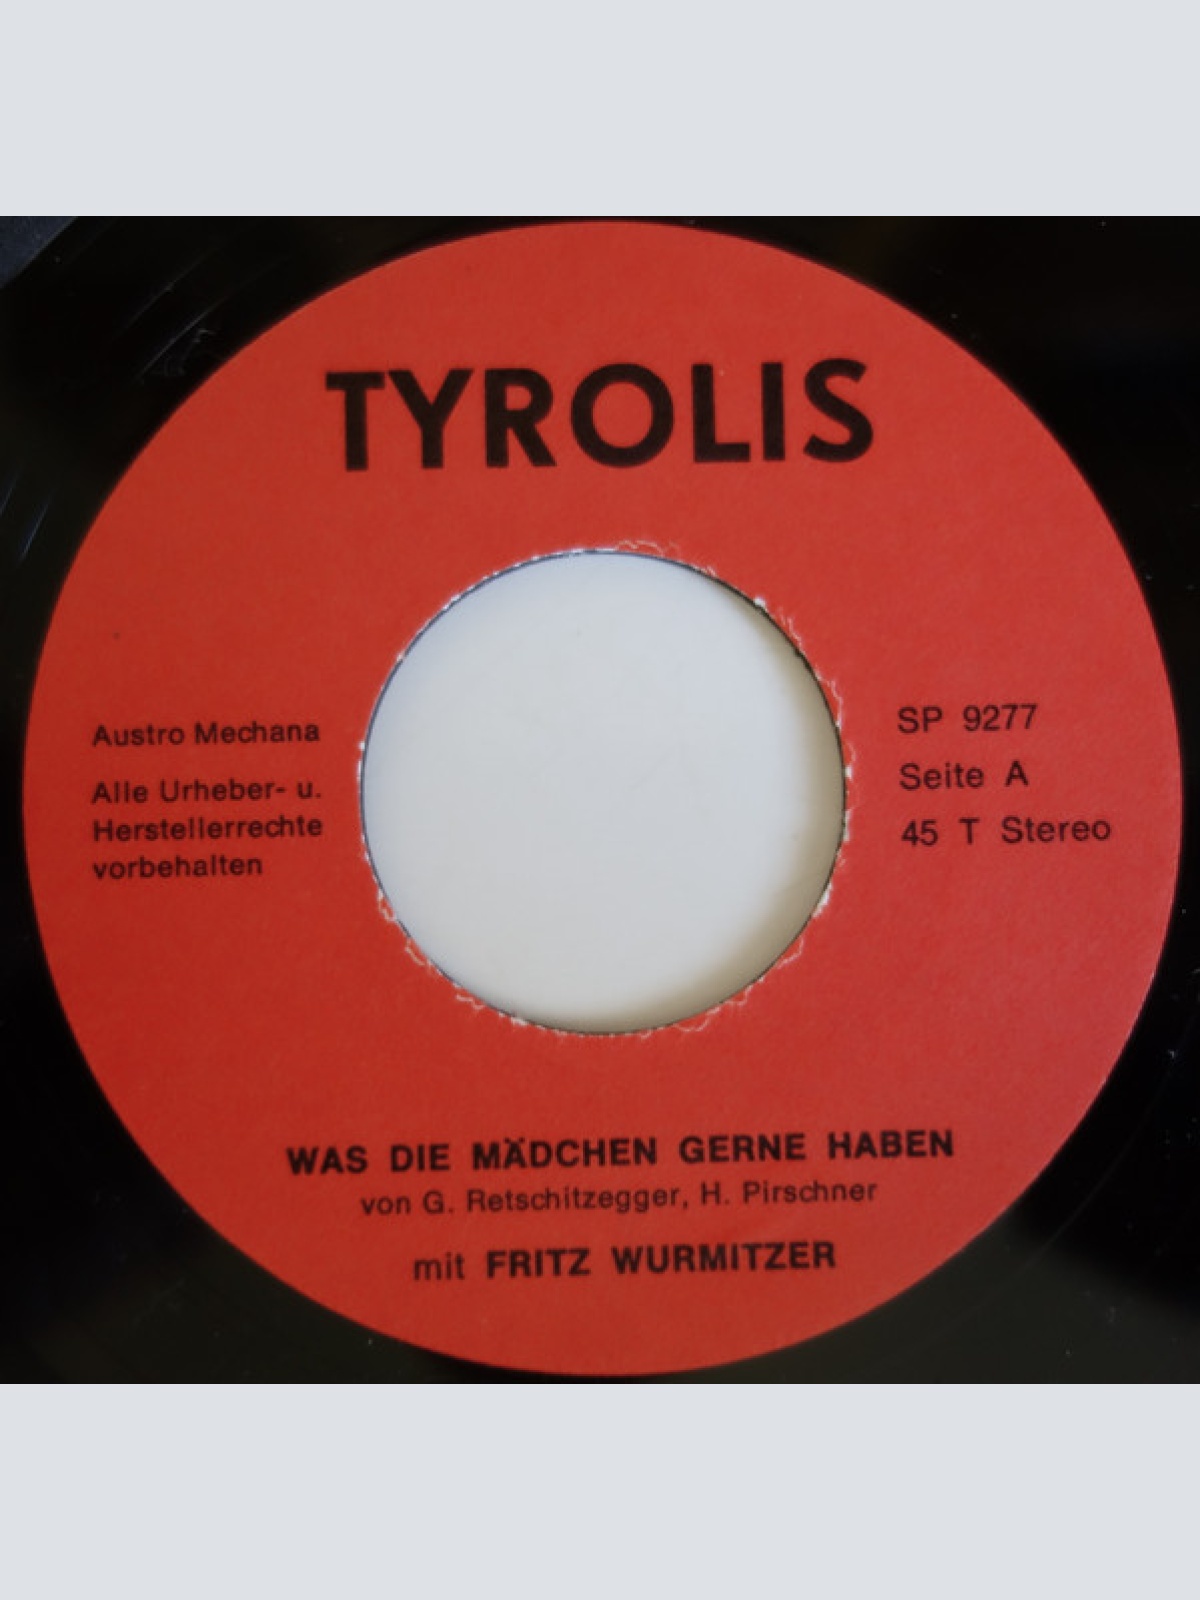 TYROLIS
Austro Mechana
Alle Urheber- u.
Herstellerrechte
vorbehalten
SP 9277
Seite A
45 T Stereo
WAS DIE MÄDCHEN GERNE HABEN
von G. Retschitzegger, H. Pirschner
mit FRITZ WURMITZER